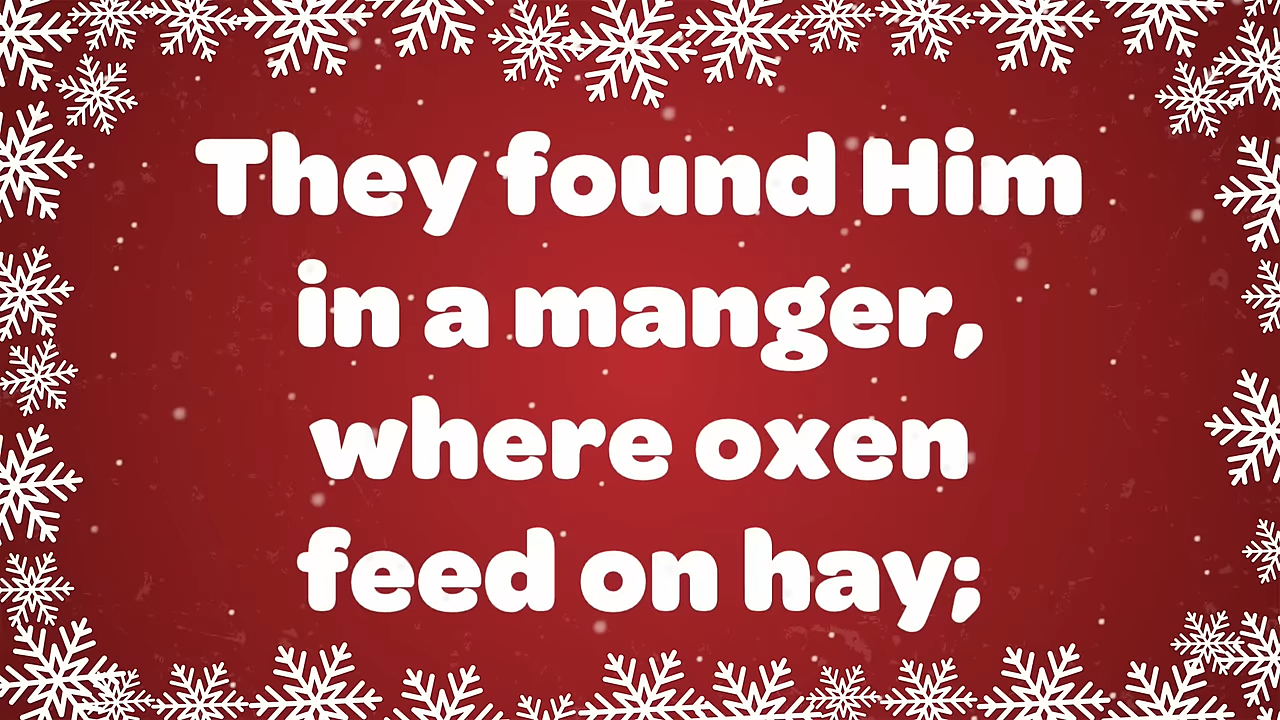 They found Him
in a manger,
where oxen
feed on hay;